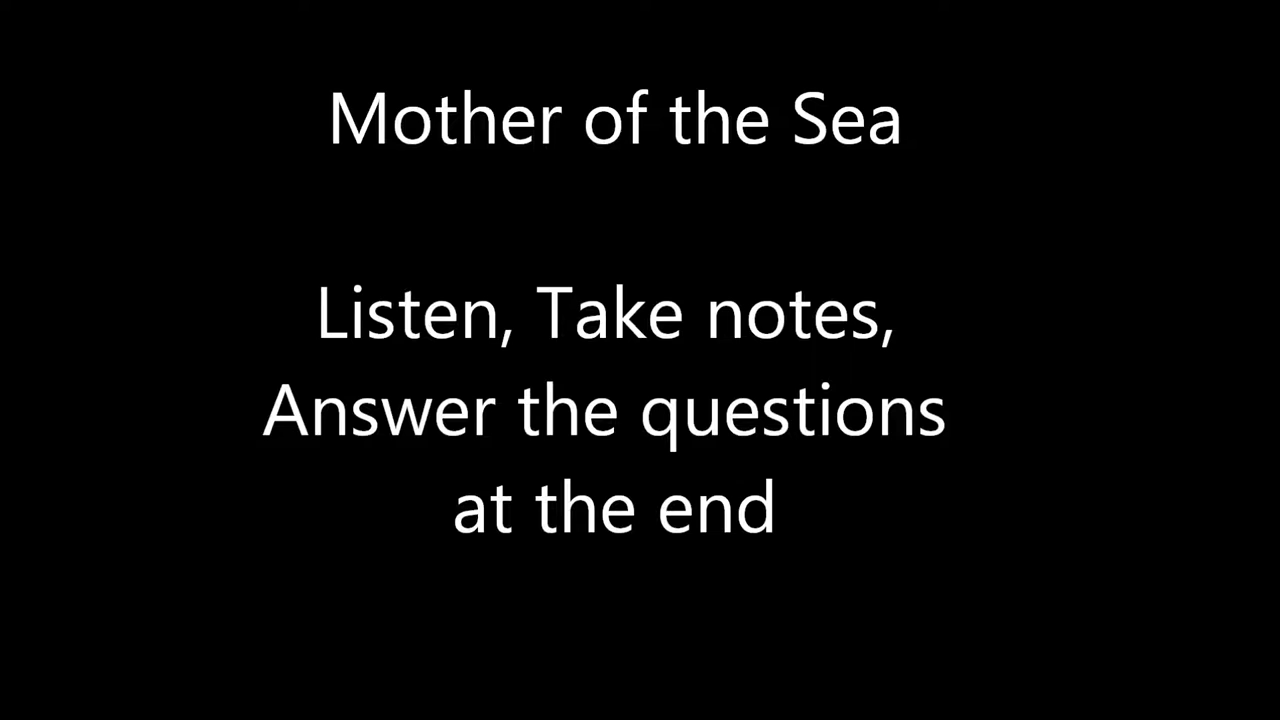 Mother of the Sea
Listen, Take notes,
Answer the questions
at the end